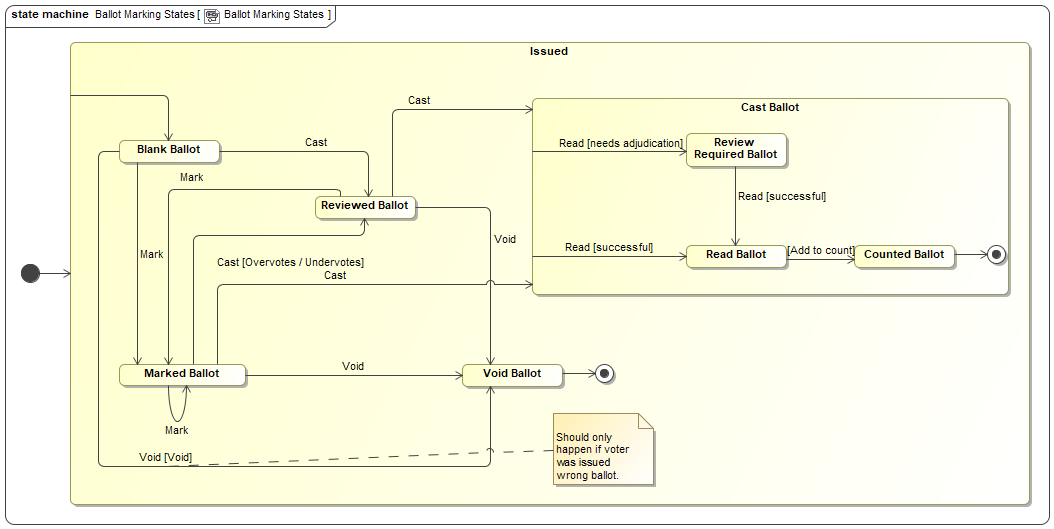 state machine Ballot Marking States [ Ballot Marking States ]
Issued
Cast
Cast Ballot
Blank Ballot
Cast
Read [needs adjudication]
Review
Required Ballot
Mark
Reviewed Ballot
Read [successful]
Void
Mark
Read [successful]
[Add to count]
Read Ballot
Counted Ballot
Cast [Overvotes / Undervotes]
Cast
Void
Marked Ballot
Void Ballot
Mark
Void [Void]
Should only
happen if voter
was issued
wrong ballot.